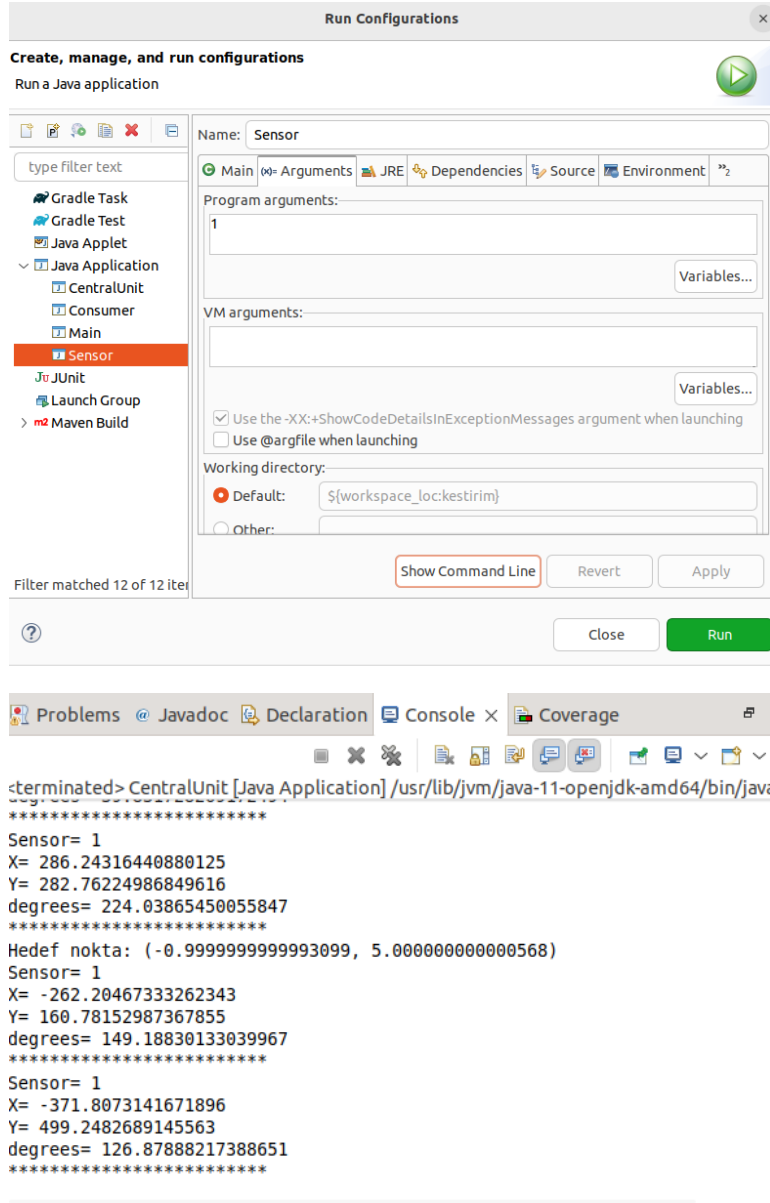 Run Configurations
Create, manage, and run configurations
Run a Java application
Name: Sensor
type filter text
Main (x)= Arguments JRE Dependencies Source Environment »2
Gradle Task
Gradle Test
Java Applet
Java Application
CentralUnit
Consumer
Main
Sensor
JUnit
Launch Group
m2 Maven Build
Filter matched 12 of 12 iter
Program arguments:
1
Variables...
VM arguments:
Variables...
Use the -XX:+ShowCodeDetailsInExceptionMessages argument when launching
Use @argfile when launching
Working directory:
Default: ${workspace_loc:kestirim}
Other:
Show Command Line Revert Apply
Close Run
Problems @ Javadoc Declaration Console Coverage
<terminated> CentralUnit [Java Application] /usr/lib/jvm/java-11-openjdk-amd64/bin/java
*************************
Sensor= 1
X= 286.24316440880125
Y= 282.76224986849616
degrees= 224.03865450055847
*************************
Hedef nokta: (-0.9999999999993099, 5.000000000000568)
Sensor= 1
X= -262.20467333262343
Y= 160.78152987367855
degrees= 149.18830133039967
*************************
Sensor= 1
X= -371.8073141671896
Y= 499.2482689145563
degrees= 126.87888217388651
*************************